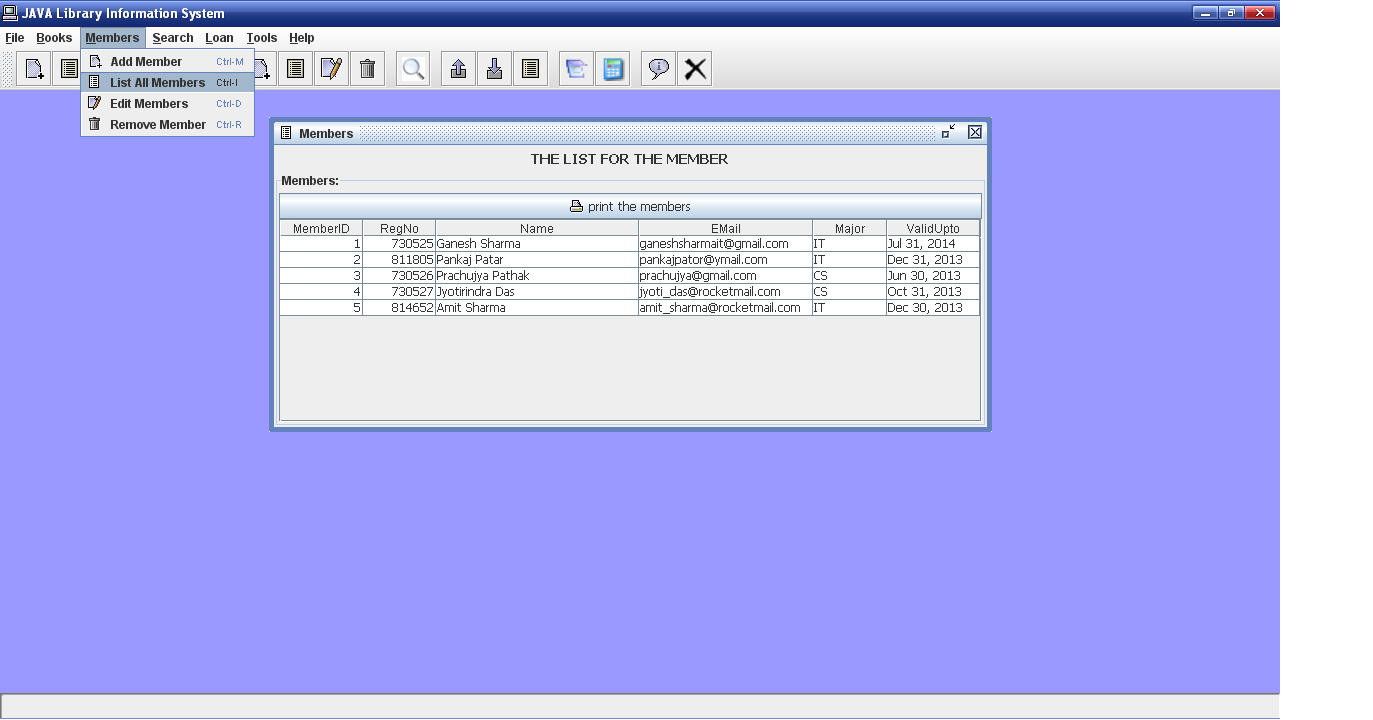 JAVA Library Information System
File Books Members Search Loan Tools Help
Add Member Ctrl-M
List All Members Ctrl-I
Edit Members Ctrl-D
Remove Member Ctrl-R
Members
THE LIST FOR THE MEMBER
Members:
print the members
MemberID RegNo Name EMail Major ValidUpto
1 730525 Ganesh Sharma ganeshsharmait@gmail.com IT Jul 31, 2014
2 811805 Pankaj Patar pankajpator@ymail.com IT Dec 31, 2013
3 730526 Prachujya Pathak prachujya@gmail.com CS Jun 30, 2013
4 730527 Jyotirindra Das jyoti_das@rocketmail.com CS Oct 31, 2013
5 814652 Amit Sharma amit_sharma@rocketmail.com IT Dec 30, 2013